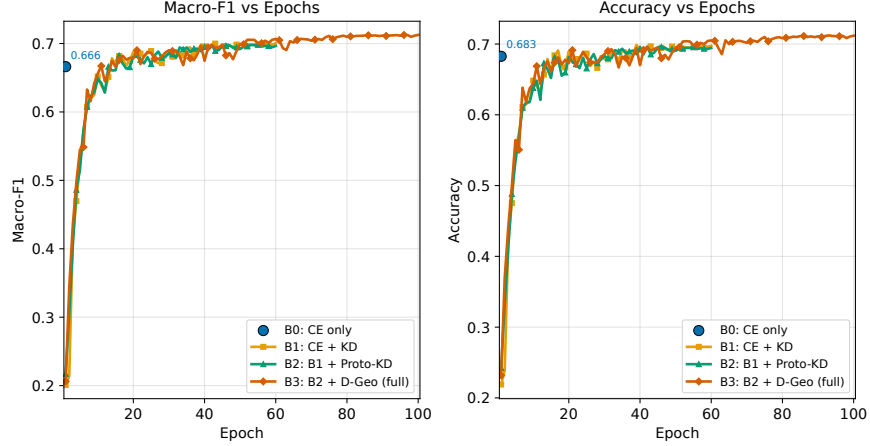 Macro-F1 vs Epochs
0.7
0.6
0.5
0.4
0.3
0.2
Macro-F1
0.666
B0: CE only
B1: CE + KD
B2: B1 + Proto-KD
B3: B2 + D-Geo (full)
20
40
60
80
100
Epoch
Accuracy vs Epochs
0.7
0.6
0.5
0.4
0.3
0.2
Accuracy
0.683
B0: CE only
B1: CE + KD
B2: B1 + Proto-KD
B3: B2 + D-Geo (full)
20
40
60
80
100
Epoch